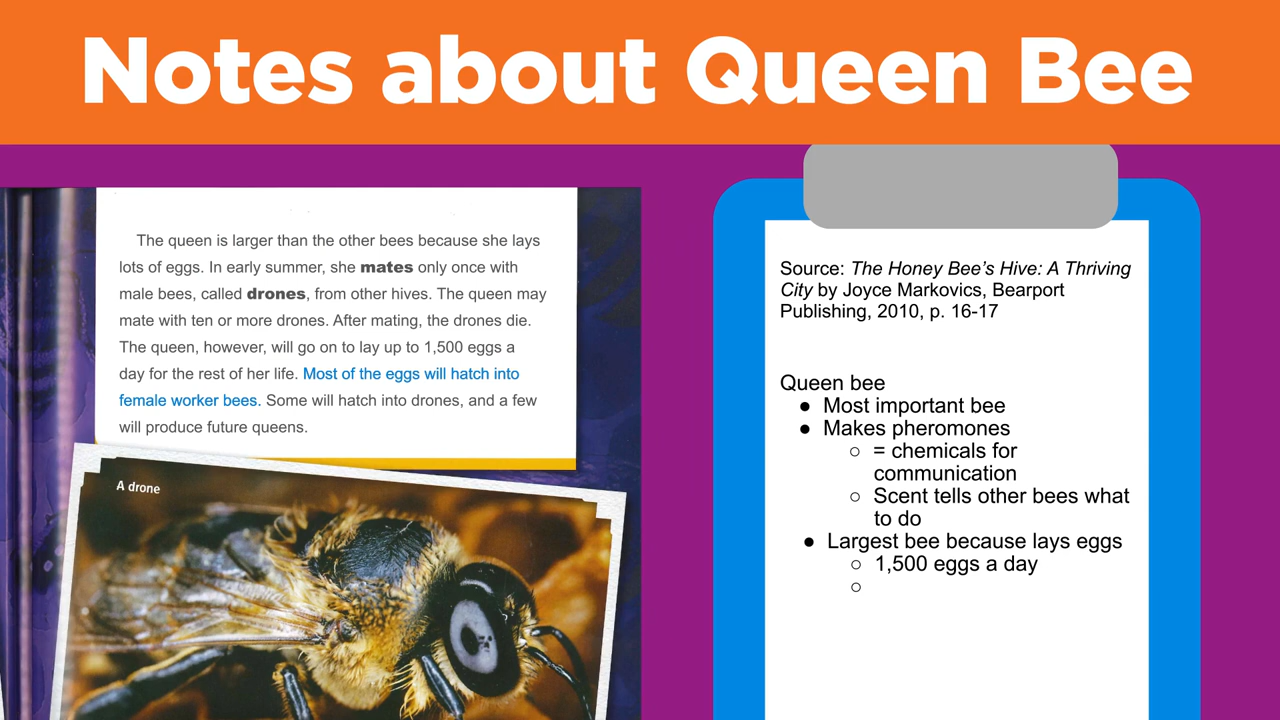 Notes about Queen Bee
The queen is larger than the other bees because she lays
lots of eggs. In early summer, she mates only once with
male bees, called drones, from other hives. The queen may
mate with ten or more drones. After mating, the drones die.
The queen, however, will go on to lay up to 1,500 eggs a
day for the rest of her life. Most of the eggs will hatch into
female worker bees. Some will hatch into drones, and a few
will produce future queens.
A drone
Source: The Honey Bee's Hive: A Thriving
City by Joyce Markovics, Bearport
Publishing, 2010, p. 16-17
Queen bee
● Most important bee
● Makes pheromones
○ = chemicals for
communication
○ Scent tells other bees what
to do
● Largest bee because lays eggs
○ 1,500 eggs a day
○